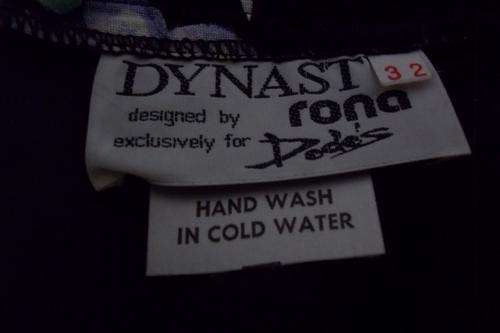 DYNAST
32
designed by rona
exclusively for Dodo's
HAND WASH
IN COLD WATER